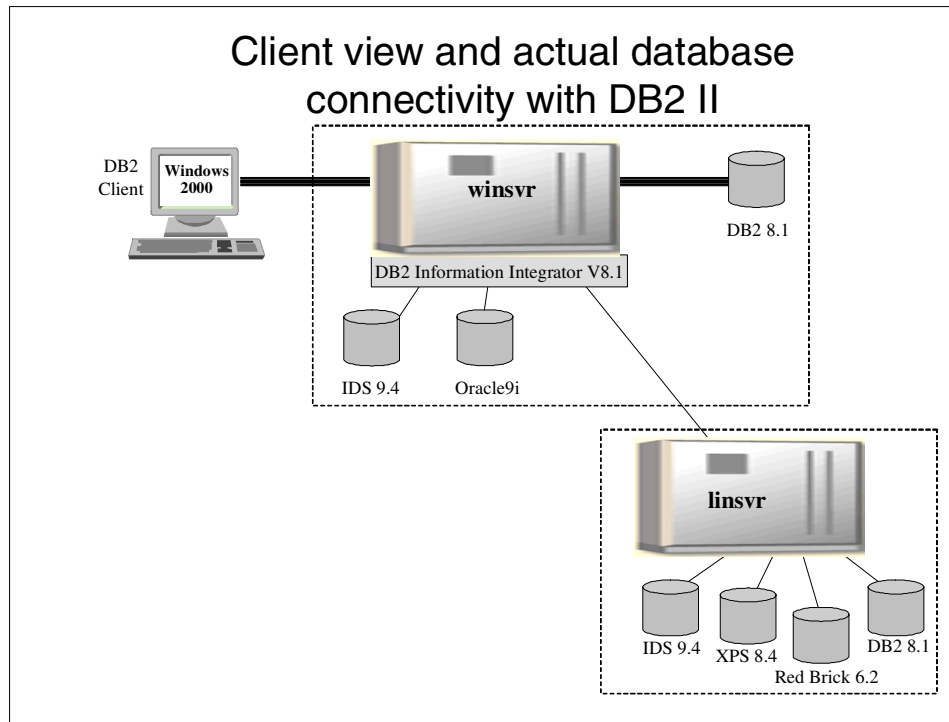 Client view and actual database
connectivity with DB2 II
DB2
Client
Windows
2000
winsvr
DB2 8.1
DB2 Information Integrator V8.1
IDS 9.4
Oracle9i
linsvr
IDS 9.4
XPS 8.4
Red Brick 6.2
DB2 8.1